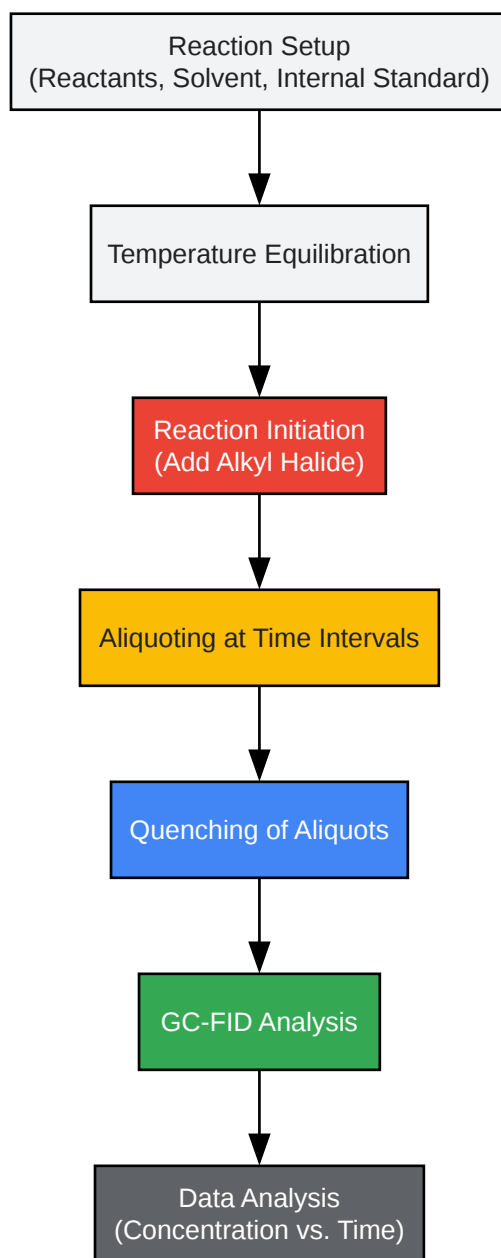 Reaction Setup
(Reactants, Solvent, Internal Standard)
Temperature Equilibration
Reaction Initiation
(Add Alkyl Halide)
Aliquoting at Time Intervals
Quenching of Aliquots
GC-FID Analysis
Data Analysis
(Concentration vs. Time)